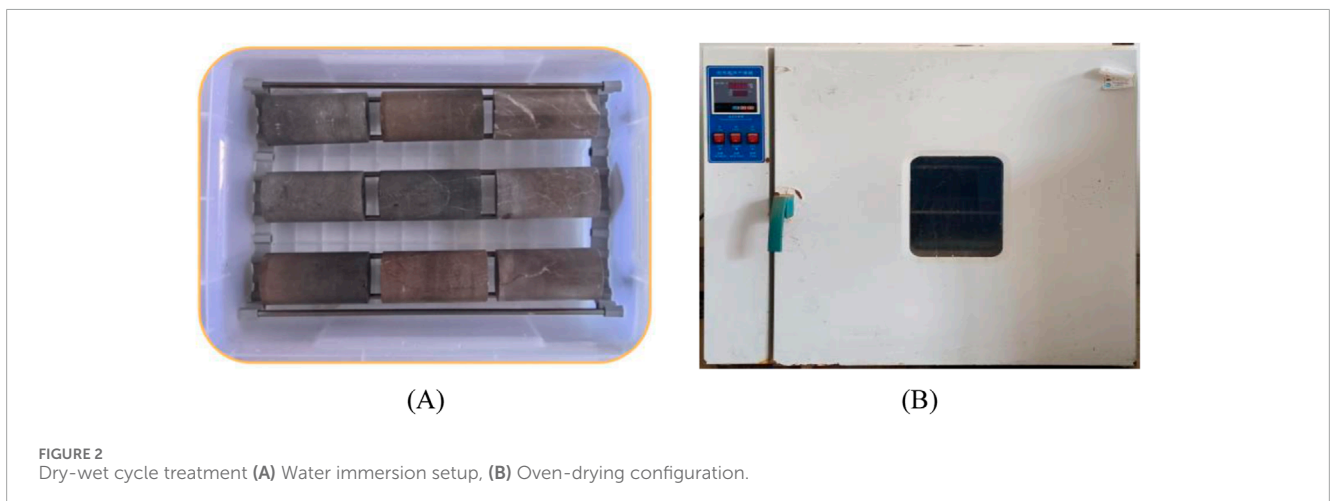 (A)
(B)
FIGURE 2
Dry-wet cycle treatment (A) Water immersion setup, (B) Oven-drying configuration.